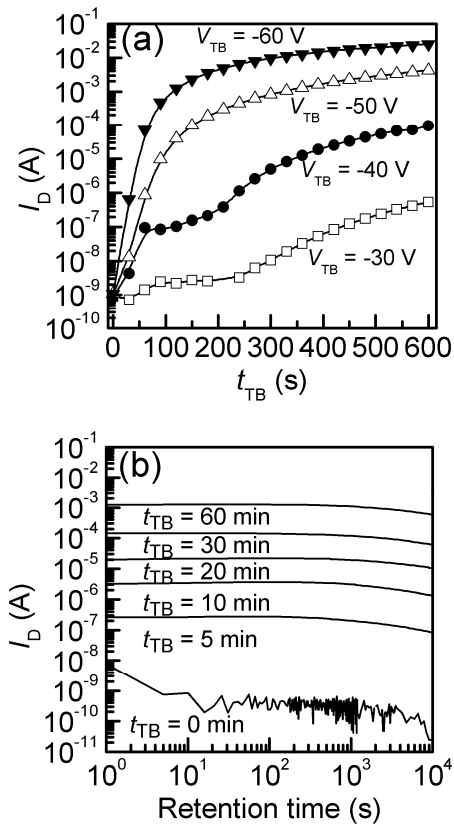 (a)
V_TB = -60 V
V_TB = -50 V
V_TB = -40 V
V_TB = -30 V
10^-1
10^-2
10^-3
10^-4
10^-5
10^-6
10^-7
10^-8
10^-9
10^-10
I_D (A)
0 100 200 300 400 500 600
t_TB (s)
(b)
t_TB = 60 min
t_TB = 30 min
t_TB = 20 min
t_TB = 10 min
t_TB = 5 min
t_TB = 0 min
10^-1
10^-2
10^-3
10^-4
10^-5
10^-6
10^-7
10^-8
10^-9
10^-10
10^-11
I_D (A)
10^0 10^1 10^2 10^3 10^4
Retention time (s)